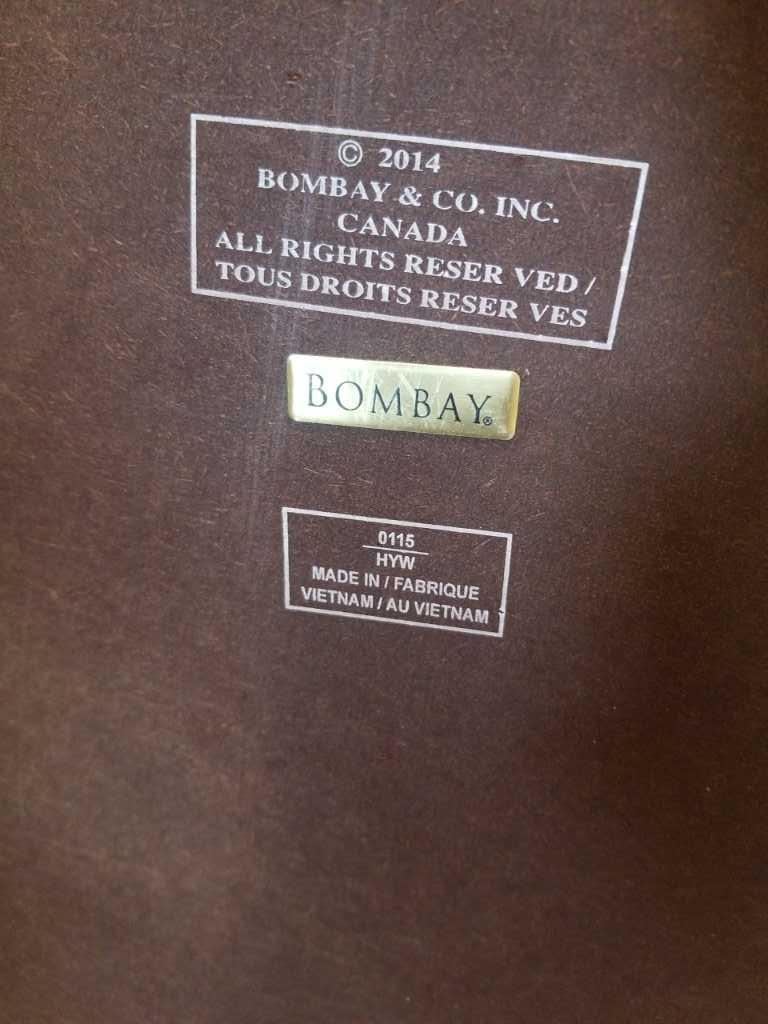 © 2014
BOMBAY & CO. INC.
CANADA
ALL RIGHTS RESER VED /
TOUS DROITS RESER VES
BOMBAY®
0115
HYW
MADE IN / FABRIQUE
VIETNAM / AU VIETNAM